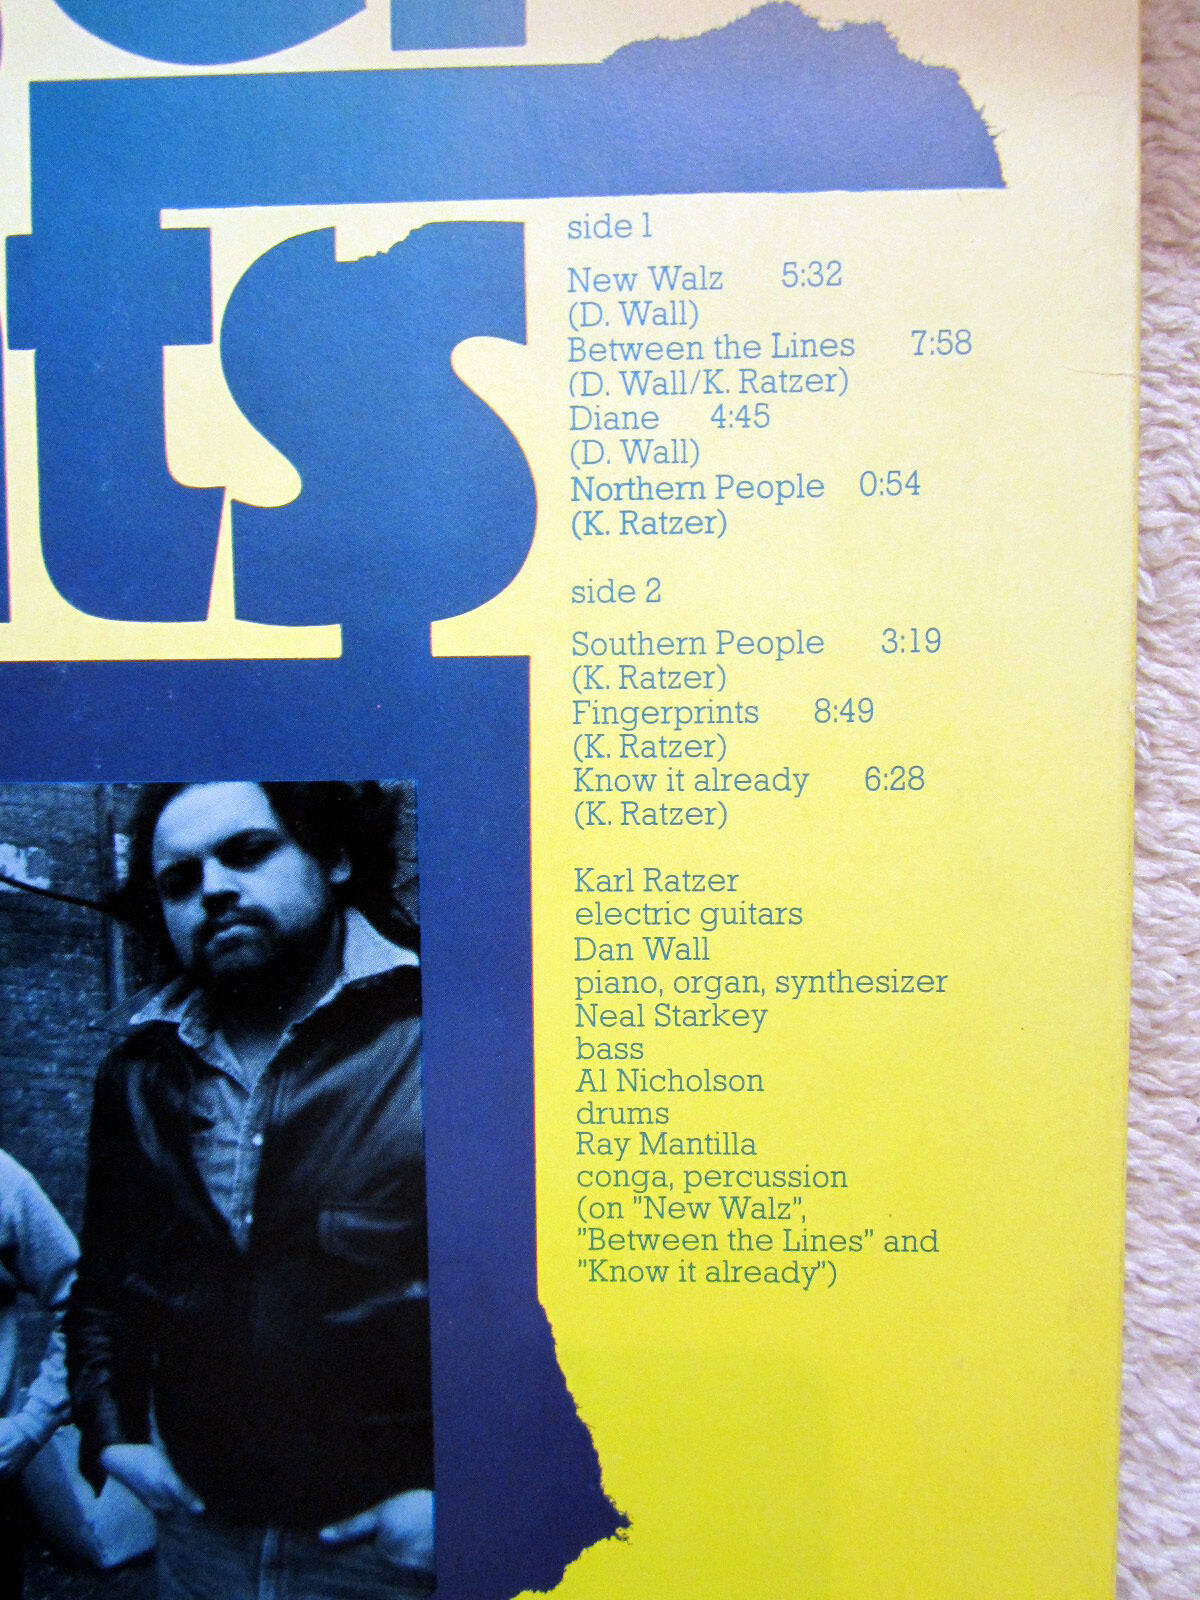 ts
side 1
New Walz 5:32
(D. Wall)
Between the Lines 7:58
(D. Wall/K. Ratzer)
Diane 4:45
(D. Wall)
Northern People 0:54
(K. Ratzer)
side 2
Southern People 3:19
(K. Ratzer)
Fingerprints 8:49
(K. Ratzer)
Know it already 6:28
(K. Ratzer)
Karl Ratzer
electric guitars
Dan Wall
piano, organ, synthesizer
Neal Starkey
bass
Al Nicholson
drums
Ray Mantilla
conga, percussion
(on "New Walz",
"Between the Lines" and
"Know it already")